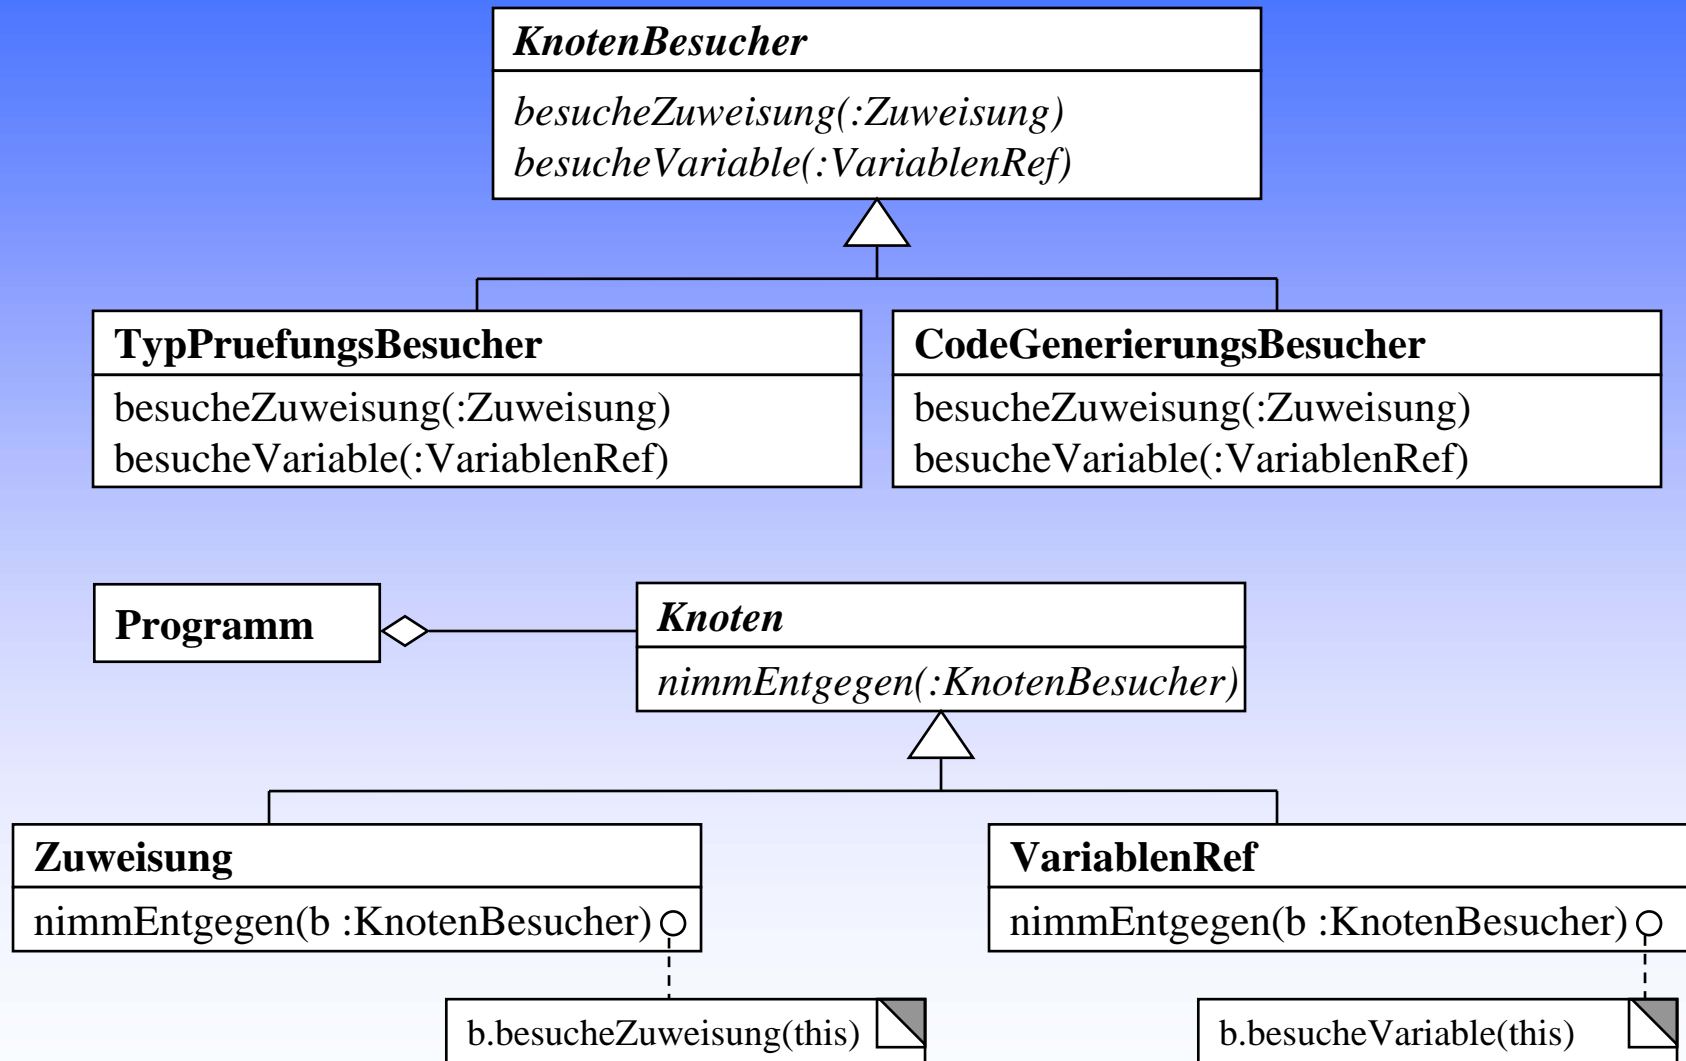 KnotenBesucher
besucheZuweisung(:Zuweisung)
besucheVariable(:VariablenRef)
TypPruefungsBesucher
besucheZuweisung(:Zuweisung)
besucheVariable(:VariablenRef)
CodeGenerierungsBesucher
besucheZuweisung(:Zuweisung)
besucheVariable(:VariablenRef)
Programm
Knoten
nimmEntgegen(:KnotenBesucher)
Zuweisung
nimmEntgegen(b :KnotenBesucher)
b.besucheZuweisung(this)
VariablenRef
nimmEntgegen(b :KnotenBesucher)
b.besucheVariable(this)